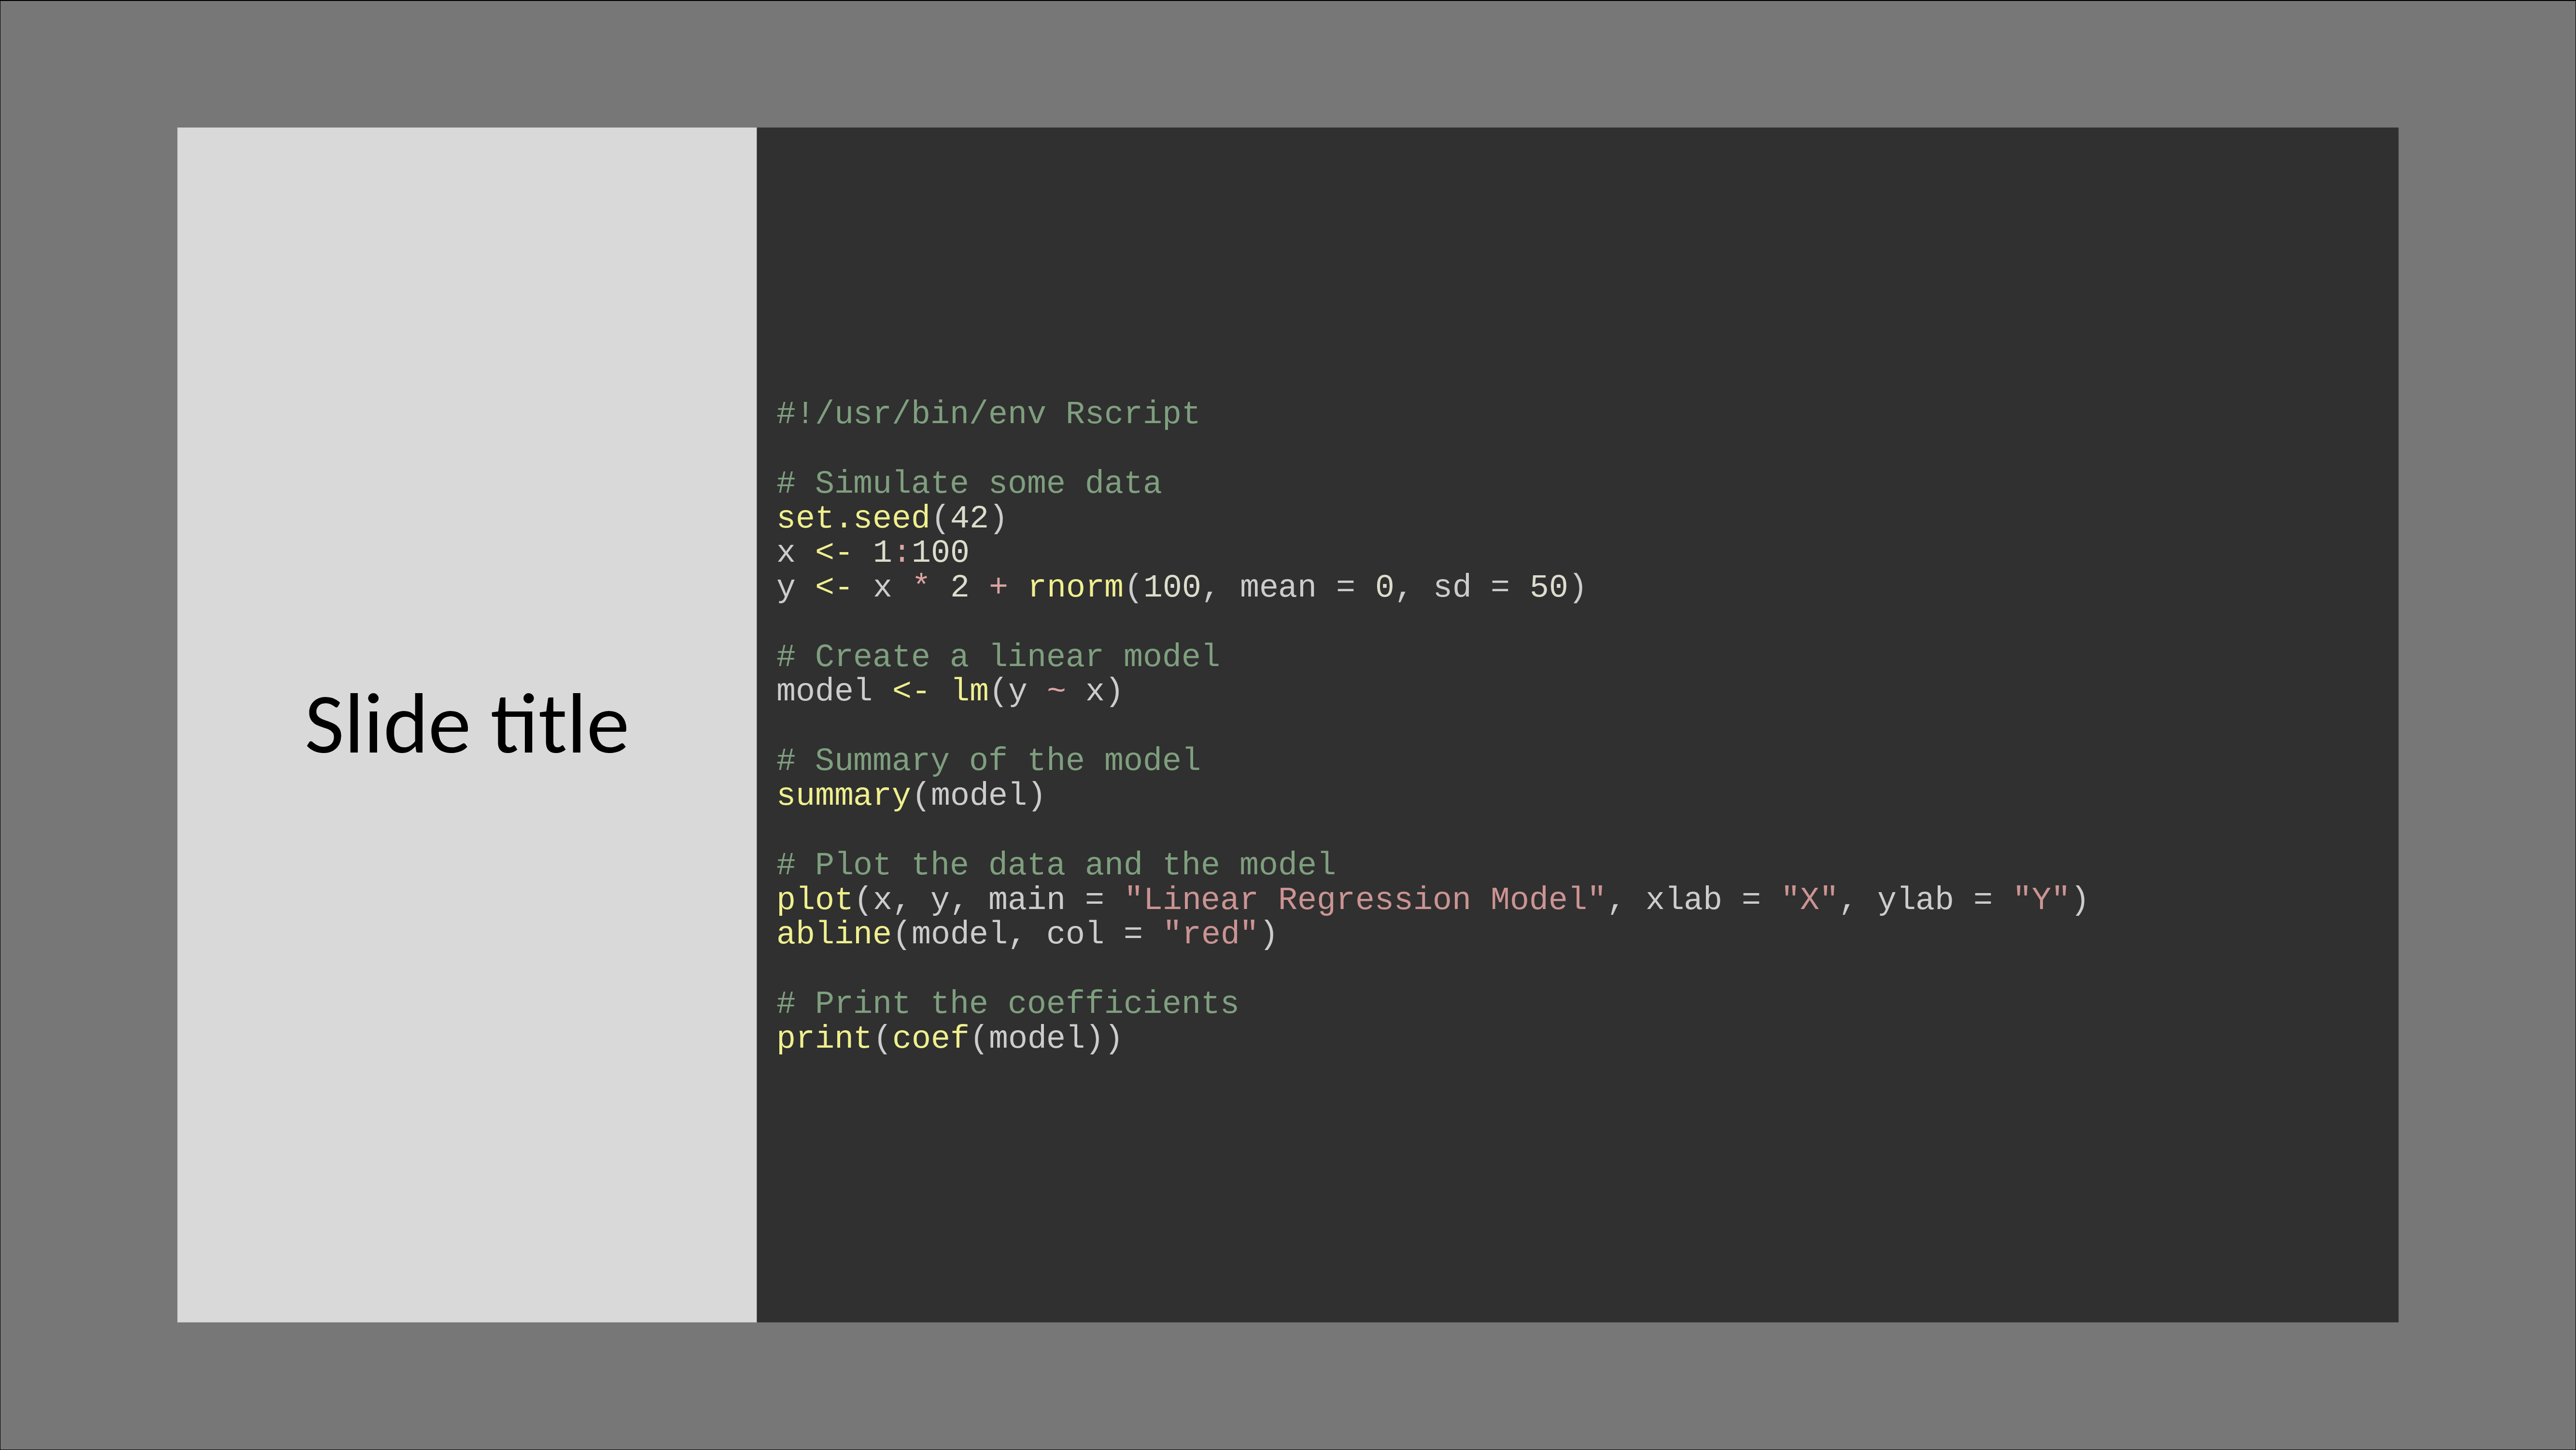 Slide title
#!/usr/bin/env Rscript
# Simulate some data
set.seed(42)
x <- 1:100
y <- x * 2 + rnorm(100, mean = 0, sd = 50)
# Create a linear model
model <- lm(y ~ x)
# Summary of the model
summary(model)
# Plot the data and the model
plot(x, y, main = "Linear Regression Model", xlab = "X", ylab = "Y")
abline(model, col = "red")
# Print the coefficients
print(coef(model))